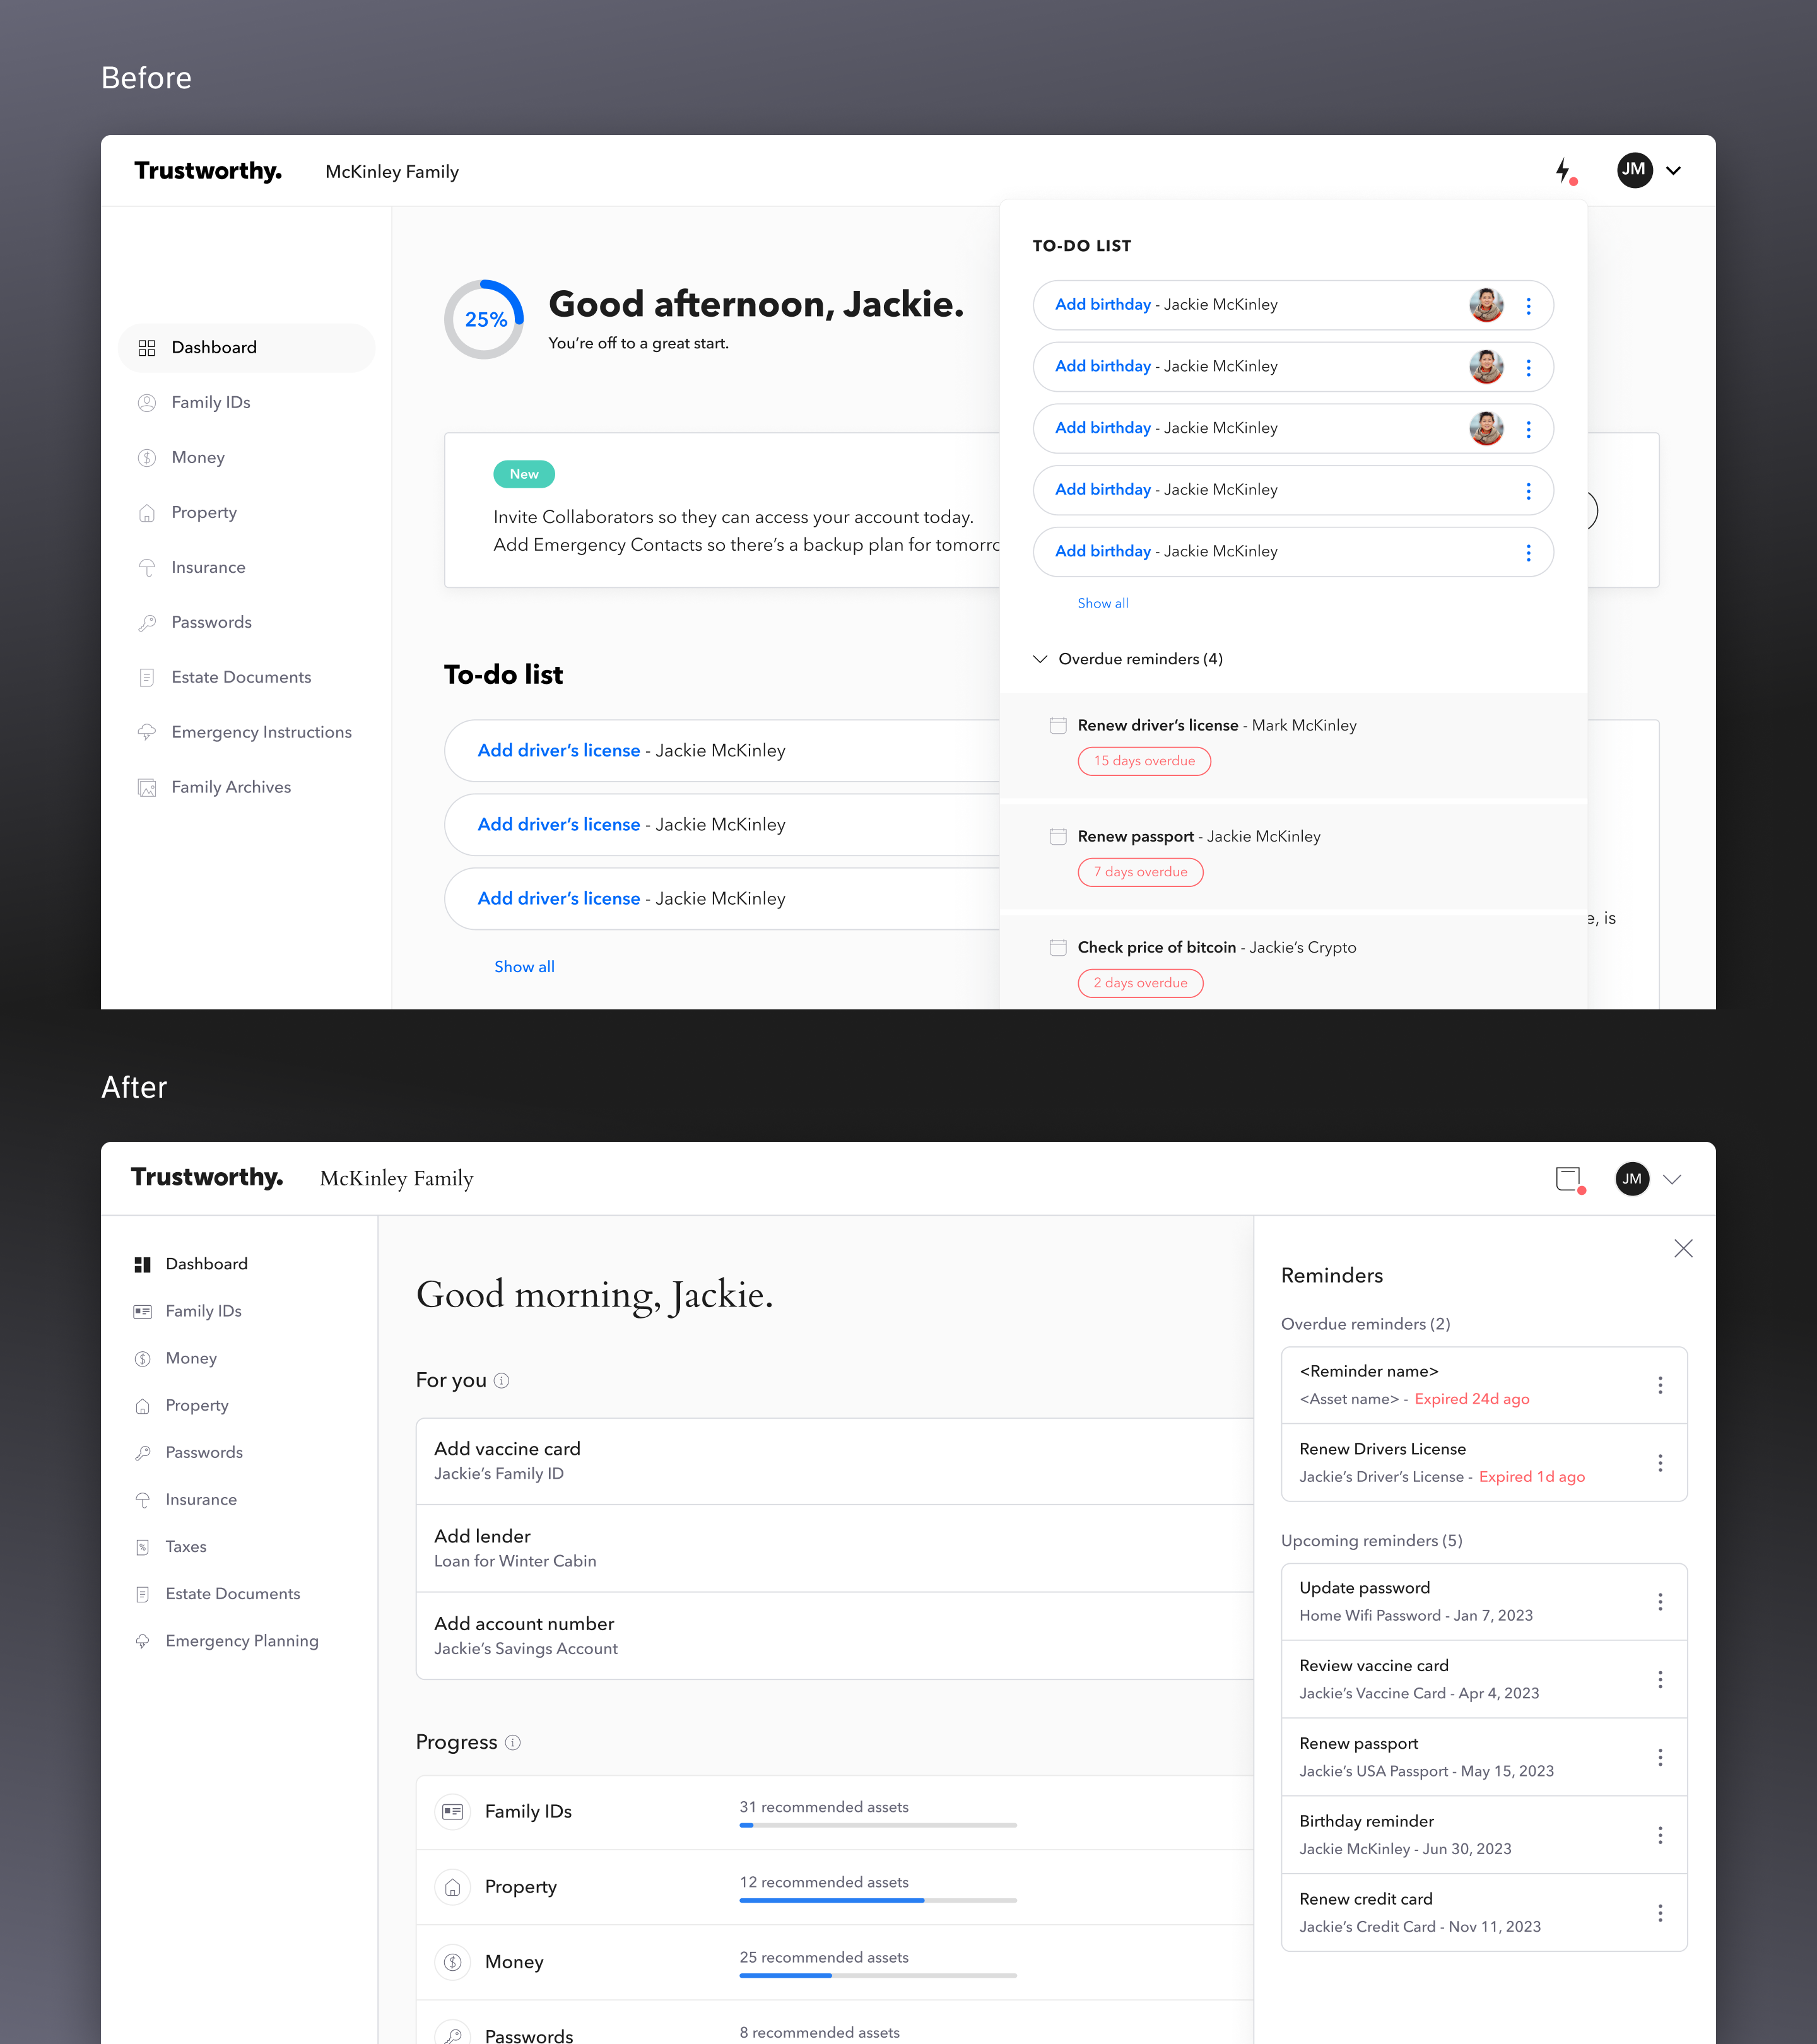 Before
Trustworthy.
McKinley Family
JM
Dashboard
Family IDs
Money
Property
Insurance
Passwords
Estate Documents
Emergency Instructions
Family Archives
25%
Good afternoon, Jackie.
You’re off to a great start.
New
Invite Collaborators so they can access your account today.
Add Emergency Contacts so there’s a backup plan for tomorro
To-do list
Add driver’s license - Jackie McKinley
Add driver’s license - Jackie McKinley
Add driver’s license - Jackie McKinley
Show all
e, is
TO-DO LIST
Add birthday - Jackie McKinley
Add birthday - Jackie McKinley
Add birthday - Jackie McKinley
Add birthday - Jackie McKinley
Add birthday - Jackie McKinley
Show all
Overdue reminders (4)
Renew driver’s license - Mark McKinley
15 days overdue
Renew passport - Jackie McKinley
7 days overdue
Check price of bitcoin - Jackie’s Crypto
2 days overdue
After
Trustworthy.
McKinley Family
JM
Dashboard
Family IDs
Money
Property
Passwords
Insurance
Taxes
Estate Documents
Emergency Planning
Good morning, Jackie.
For you
Add vaccine card
Jackie’s Family ID
Add lender
Loan for Winter Cabin
Add account number
Jackie’s Savings Account
Progress
Family IDs
31 recommended assets
Property
12 recommended assets
Money
25 recommended assets
Passwords
8 recommended assets
Reminders
Overdue reminders (2)
<Reminder name>
<Asset name> - Expired 24d ago
Renew Drivers License
Jackie’s Driver’s License - Expired 1d ago
Upcoming reminders (5)
Update password
Home Wifi Password - Jan 7, 2023
Review vaccine card
Jackie’s Vaccine Card - Apr 4, 2023
Renew passport
Jackie’s USA Passport - May 15, 2023
Birthday reminder
Jackie McKinley - Jun 30, 2023
Renew credit card
Jackie’s Credit Card - Nov 11, 2023